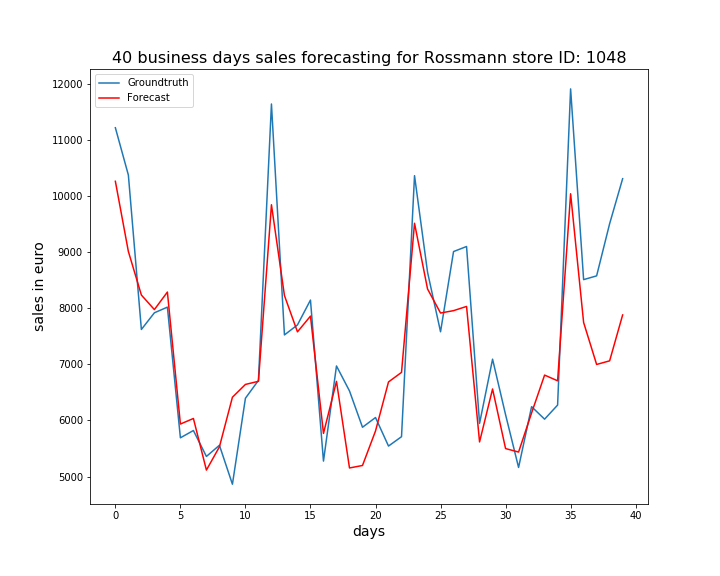 40 business days sales forecasting for Rossmann store ID: 1048
Groundtruth
Forecast
12000
11000
10000
9000
8000
7000
6000
5000
sales in euro
0 5 10 15 20 25 30 35 40
days